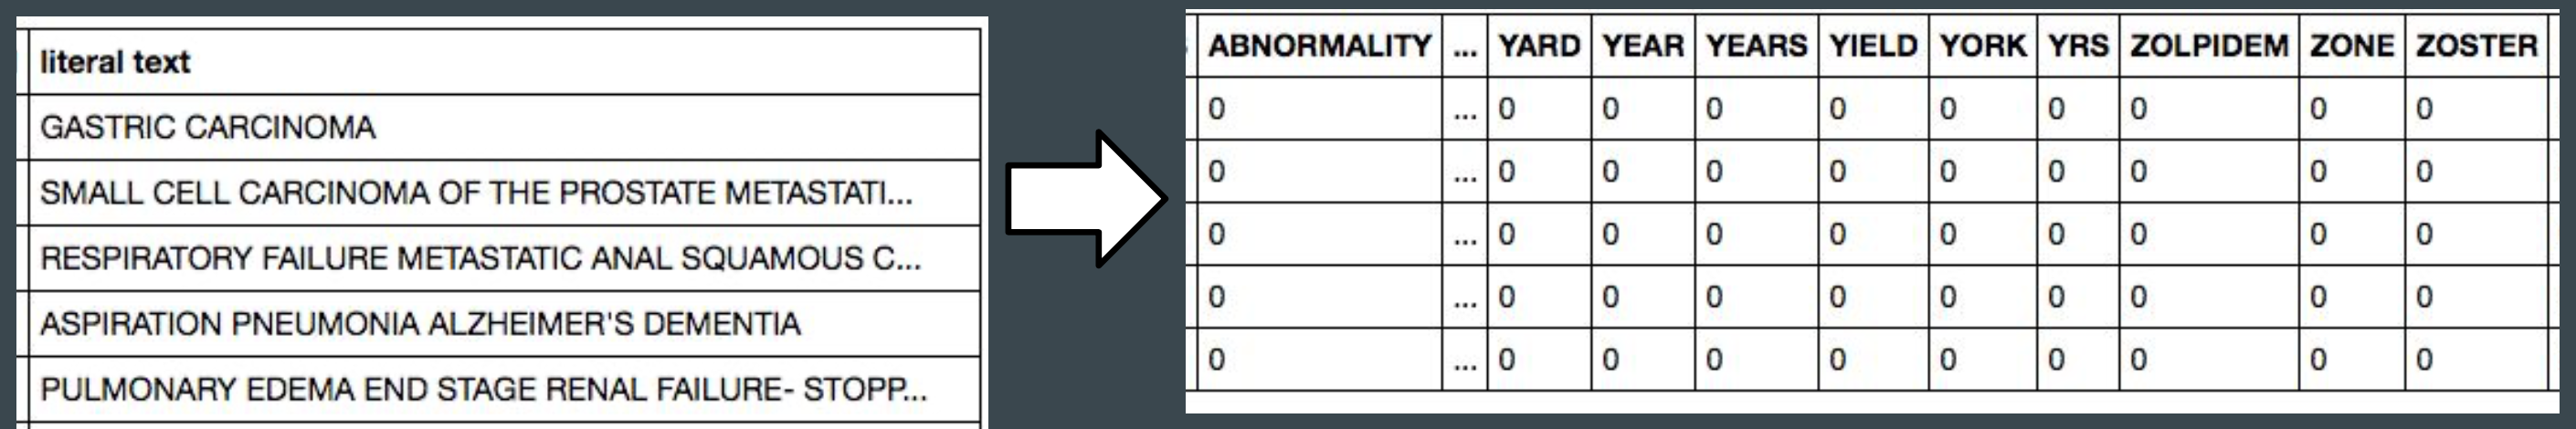 literal text
GASTRIC CARCINOMA
SMALL CELL CARCINOMA OF THE PROSTATE METASTATI...
RESPIRATORY FAILURE METASTATIC ANAL SQUAMOUS C...
ASPIRATION PNEUMONIA ALZHEIMER'S DEMENTIA
PULMONARY EDEMA END STAGE RENAL FAILURE- STOPP...
ABNORMALITY ... YARD YEAR YEARS YIELD YORK YRS ZOLPIDEM ZONE ZOSTER
0 ... 0 0 0 0 0 0 0 0 0
0 ... 0 0 0 0 0 0 0 0 0
0 ... 0 0 0 0 0 0 0 0 0
0 ... 0 0 0 0 0 0 0 0 0
0 ... 0 0 0 0 0 0 0 0 0